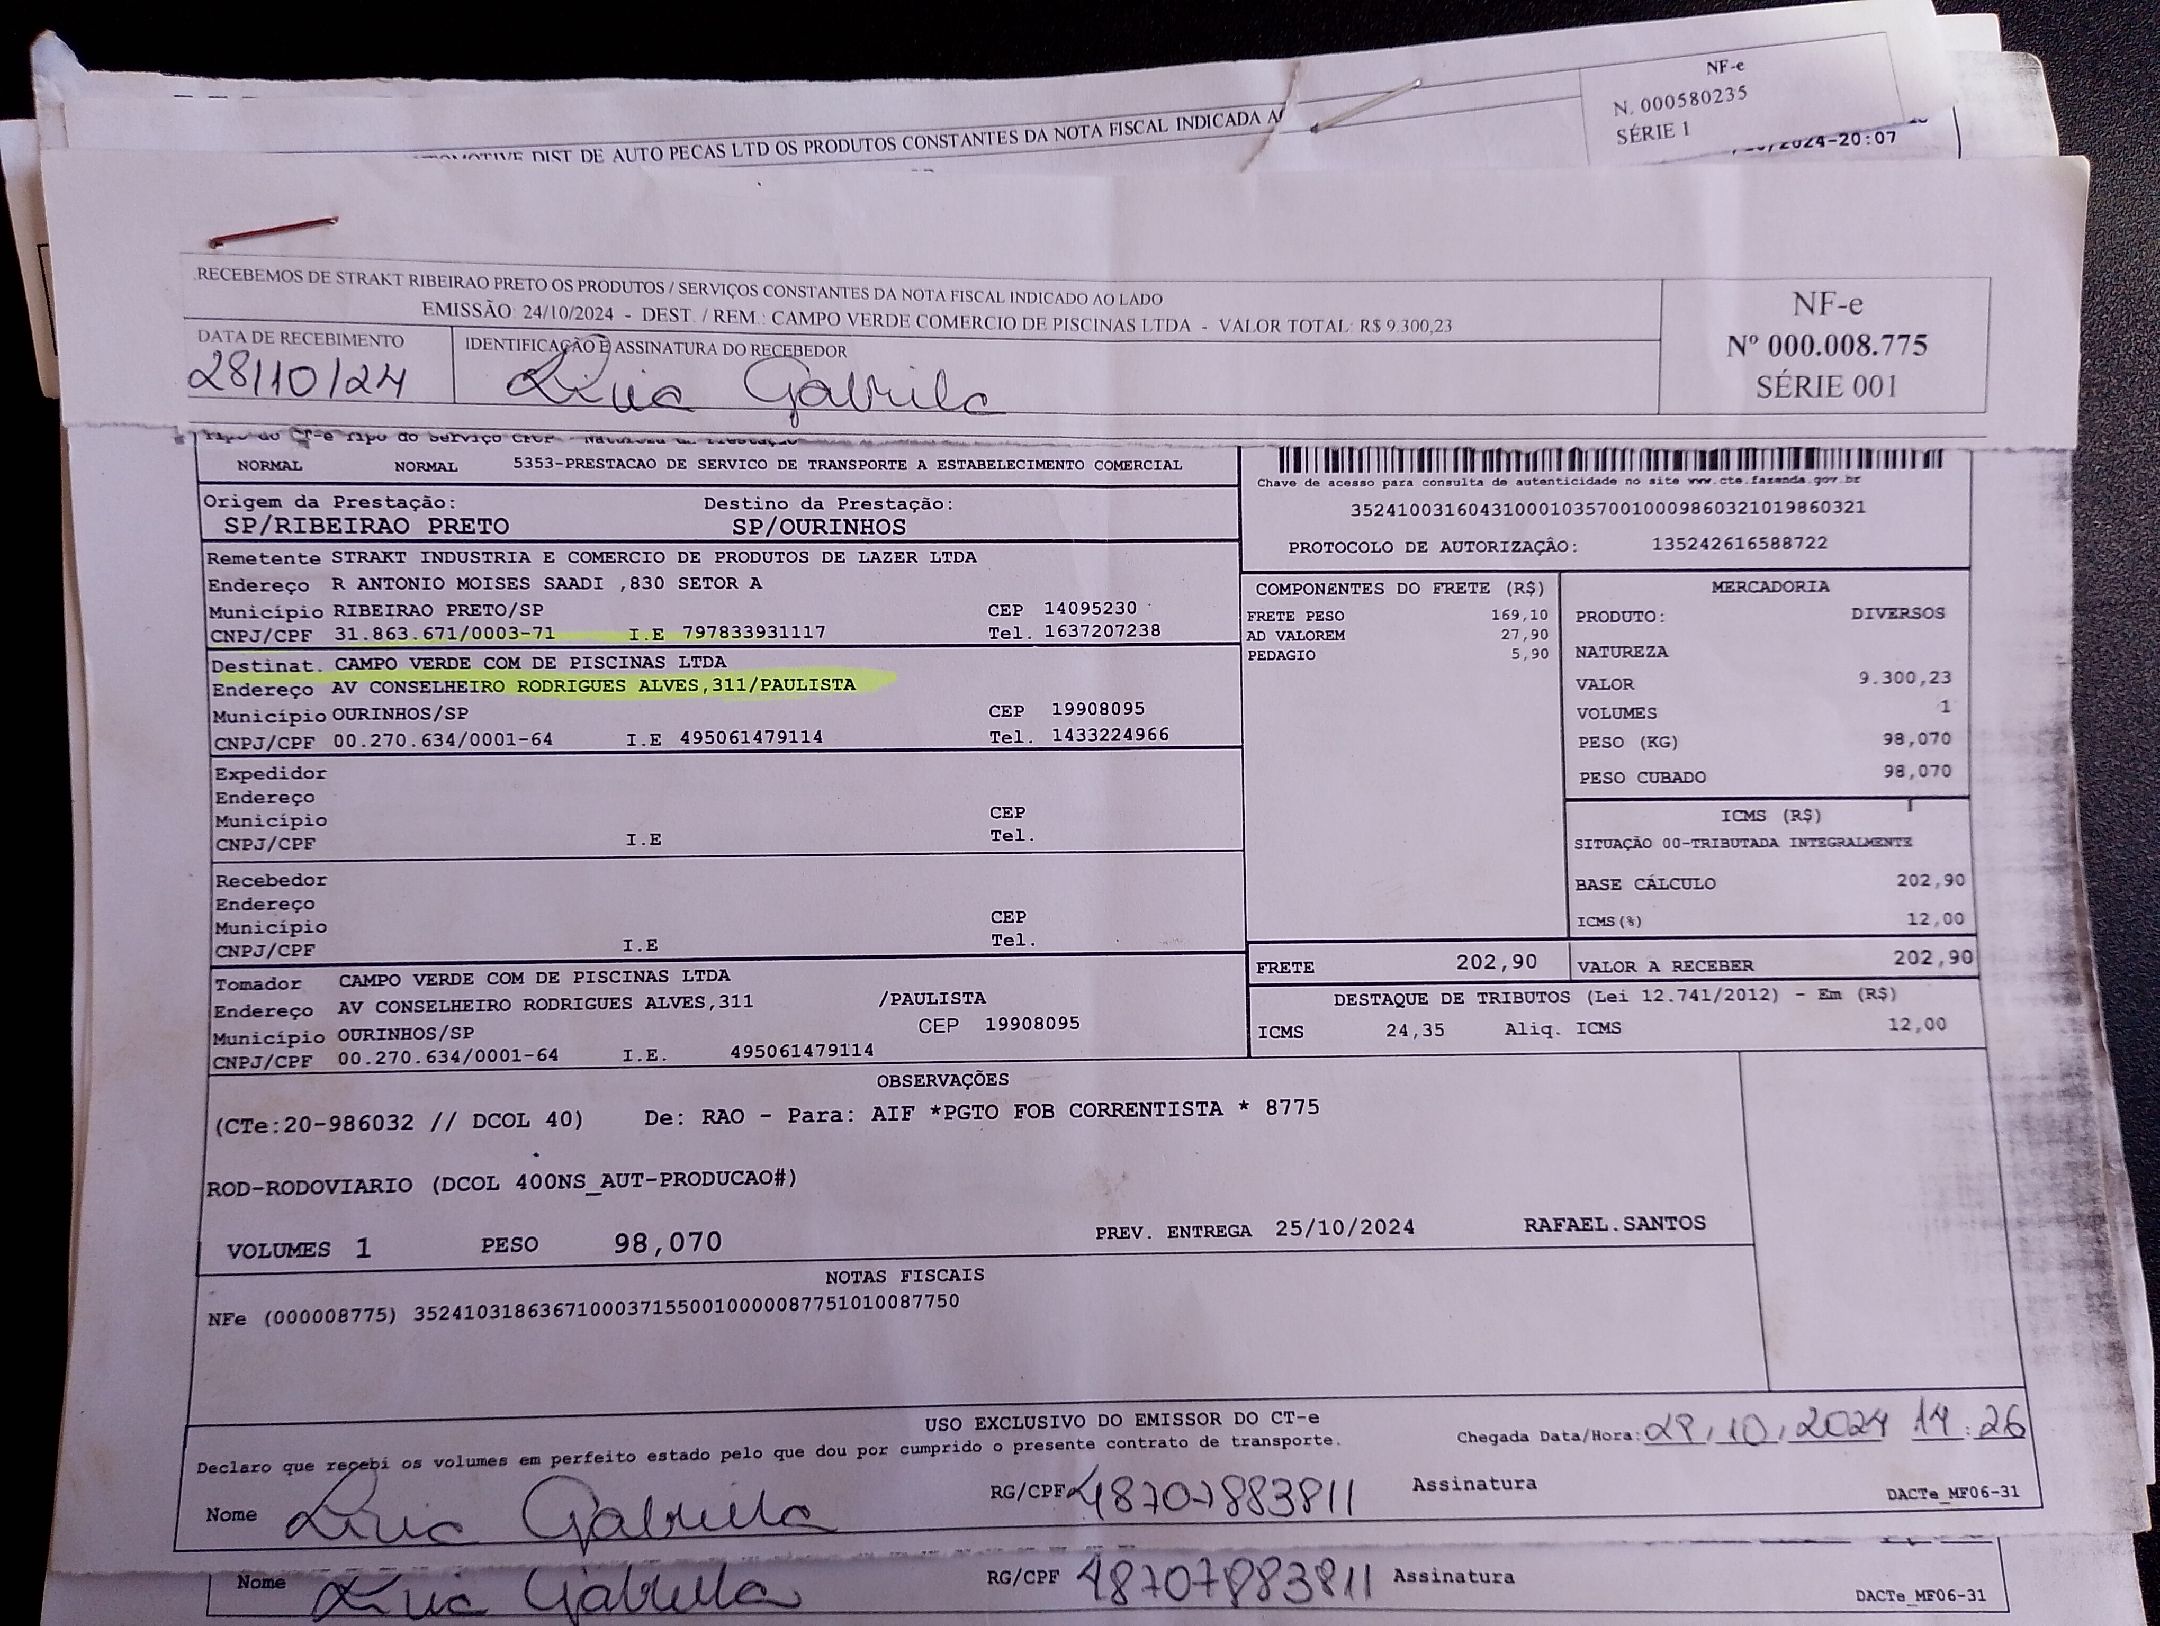 NF-e
N. 000580235
SÉRIE 1
DIST DE AUTO PECAS LTD OS PRODUTOS CONSTANTES DA NOTA FISCAL INDICADA
2024-20:07
RECEBEMOS DE STRAKT RIBEIRAO PRETO OS PRODUTOS / SERVIÇOS CONSTANTES DA NOTA FISCAL INDICADO AO LADO
EMISSÃO: 24/10/2024 - DEST. / REM.: CAMPO VERDE COMERCIO DE PISCINAS LTDA - VALOR TOTAL: R$ 9.300,23
NF-e
Nº 000.008.775
SÉRIE 001
DATA DE RECEBIMENTO
28/10/24
IDENTIFICAÇÃO E ASSINATURA DO RECEBEDOR
Gabriela
Tipo do CT-e Tipo do Serviço CFOP - Natureza da Prestação
NORMAL NORMAL 5353-PRESTACAO DE SERVICO DE TRANSPORTE A ESTABELECIMENTO COMERCIAL
Chave de acesso para consulta de autenticidade no site www.cte.fazenda.gov.br
35241003160431000103570010009860321019860321
PROTOCOLO DE AUTORIZAÇÃO: 135242616588722
Origem da Prestação: Destino da Prestação:
SP/RIBEIRAO PRETO SP/OURINHOS
Remetente STRAKT INDUSTRIA E COMERCIO DE PRODUTOS DE LAZER LTDA
Endereço R ANTONIO MOISES SAADI ,830 SETOR A
Município RIBEIRAO PRETO/SP CEP 14095230
CNPJ/CPF 31.863.671/0003-71 I.E 797833931117 Tel. 1637207238
Destinat. CAMPO VERDE COM DE PISCINAS LTDA
Endereço AV CONSELHEIRO RODRIGUES ALVES,311/PAULISTA
Município OURINHOS/SP CEP 19908095
CNPJ/CPF 00.270.634/0001-64 I.E 495061479114 Tel. 1433224966
Expedidor
Endereço
Município CEP
CNPJ/CPF I.E Tel.
Recebedor
Endereço
Município CEP
CNPJ/CPF I.E Tel.
Tomador CAMPO VERDE COM DE PISCINAS LTDA
Endereço AV CONSELHEIRO RODRIGUES ALVES,311 /PAULISTA
Município OURINHOS/SP CEP 19908095
CNPJ/CPF 00.270.634/0001-64 I.E. 495061479114
COMPONENTES DO FRETE (R$)
FRETE PESO 169,10
AD VALOREM 27,90
PEDAGIO 5,90
MERCADORIA
PRODUTO: DIVERSOS
NATUREZA
VALOR 9.300,23
VOLUMES 1
PESO (KG) 98,070
PESO CUBADO 98,070
ICMS (R$)
SITUAÇÃO 00-TRIBUTADA INTEGRALMENTE
BASE CÁLCULO 202,90
ICMS(%) 12,00
FRETE 202,90 VALOR A RECEBER 202,90
DESTAQUE DE TRIBUTOS (Lei 12.741/2012) - Em (R$)
ICMS 24,35 Aliq. ICMS 12,00
OBSERVAÇÕES
(CTe:20-986032 // DCOL 40) De: RAO - Para: AIF *PGTO FOB CORRENTISTA * 8775
ROD-RODOVIARIO (DCOL 400NS_AUT-PRODUCAO#)
VOLUMES 1 PESO 98,070 PREV. ENTREGA 25/10/2024 RAFAEL.SANTOS
NOTAS FISCAIS
NFe (000008775) 35241031863671000371550010000087751010087750
USO EXCLUSIVO DO EMISSOR DO CT-e
Declaro que recebi os volumes em perfeito estado pelo que dou por cumprido o presente contrato de transporte.
Chegada Data/Hora: 28/10/2024 14:26
Nome Gabriella RG/CPF 48707883811 Assinatura
DACTe_MF06-31
Nome Gabriella RG/CPF 48707883811 Assinatura
DACTe_MF06-31